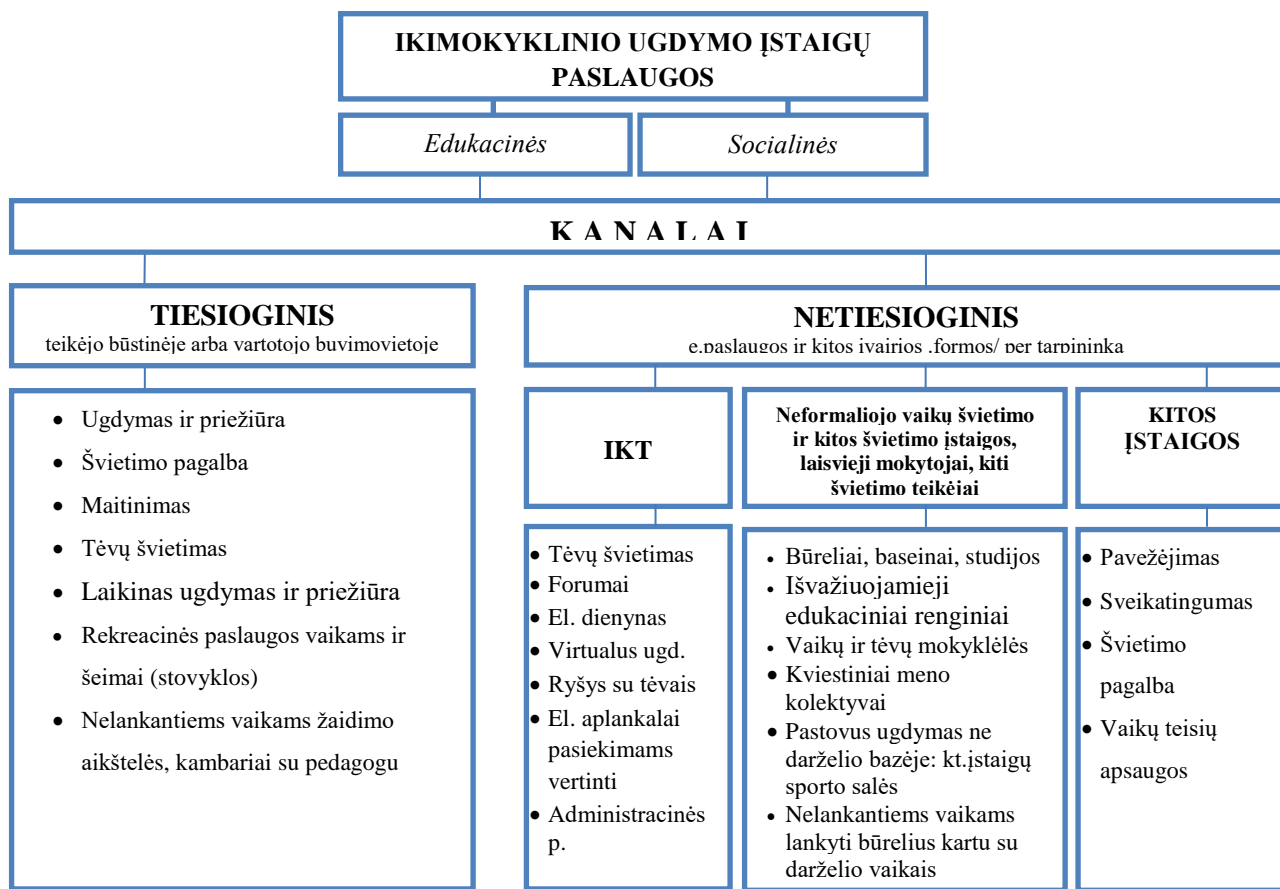 IKIMOKYKLINIO UGDYMO ĮSTAIGŲ
PASLAUGOS
Edukacinės
Socialinės
K A N A L A I
TIESIOGINIS
teikėjo būstinėje arba vartotojo buvimovietoje
NETIESIOGINIS
e.paslaugos ir kitos įvairios .formos/ per tarpininką
• Ugdymas ir priežiūra
• Švietimo pagalba
• Maitinimas
• Tėvų švietimas
• Laikinas ugdymas ir priežiūra
• Rekreacinės paslaugos vaikams ir
šeimai (stovyklos)
• Nelankantiems vaikams žaidimo
aikštelės, kambariai su pedagogu
IKT
• Tėvų švietimas
• Forumai
• El. dienynas
• Virtualus ugd.
• Ryšys su tėvais
• El. aplankalai
pasiekimams
vertinti
• Administracinės
p.
Neformaliojo vaikų švietimo
ir kitos švietimo įstaigos,
laisvieji mokytojai, kiti
švietimo teikėjai
• Būreliai, baseinai, studijos
• Išvažiuojamieji
edukaciniai renginiai
• Vaikų ir tėvų mokyklėlės
• Kviestiniai meno
kolektyvai
• Pastovus ugdymas ne
darželio bazėje: kt.įstaigų
sporto salės
• Nelankantiems vaikams
lankyti būrelius kartu su
darželio vaikais
KITOS
ĮSTAIGOS
• Pavežėjimas
• Sveikatingumas
• Švietimo
pagalba
• Vaikų teisių
apsaugos